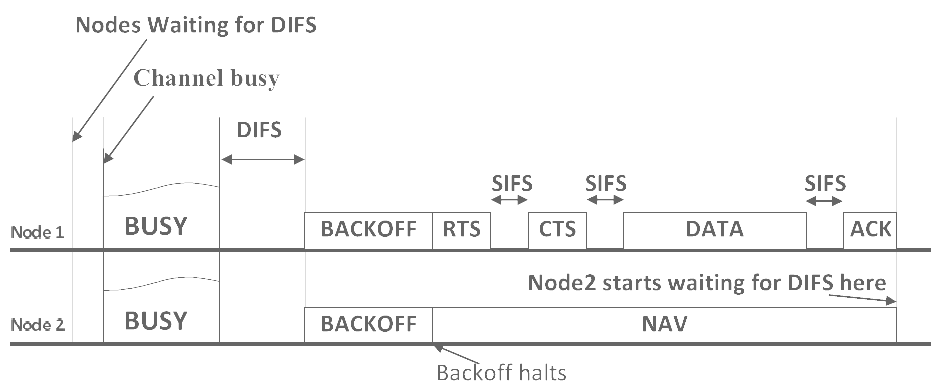 Nodes Waiting for DIFS
Channel busy
DIFS
SIFS SIFS SIFS
Node 1 BUSY BACKOFF RTS CTS DATA ACK
Node2 starts waiting for DIFS here
Node 2 BUSY BACKOFF NAV
Backoff halts